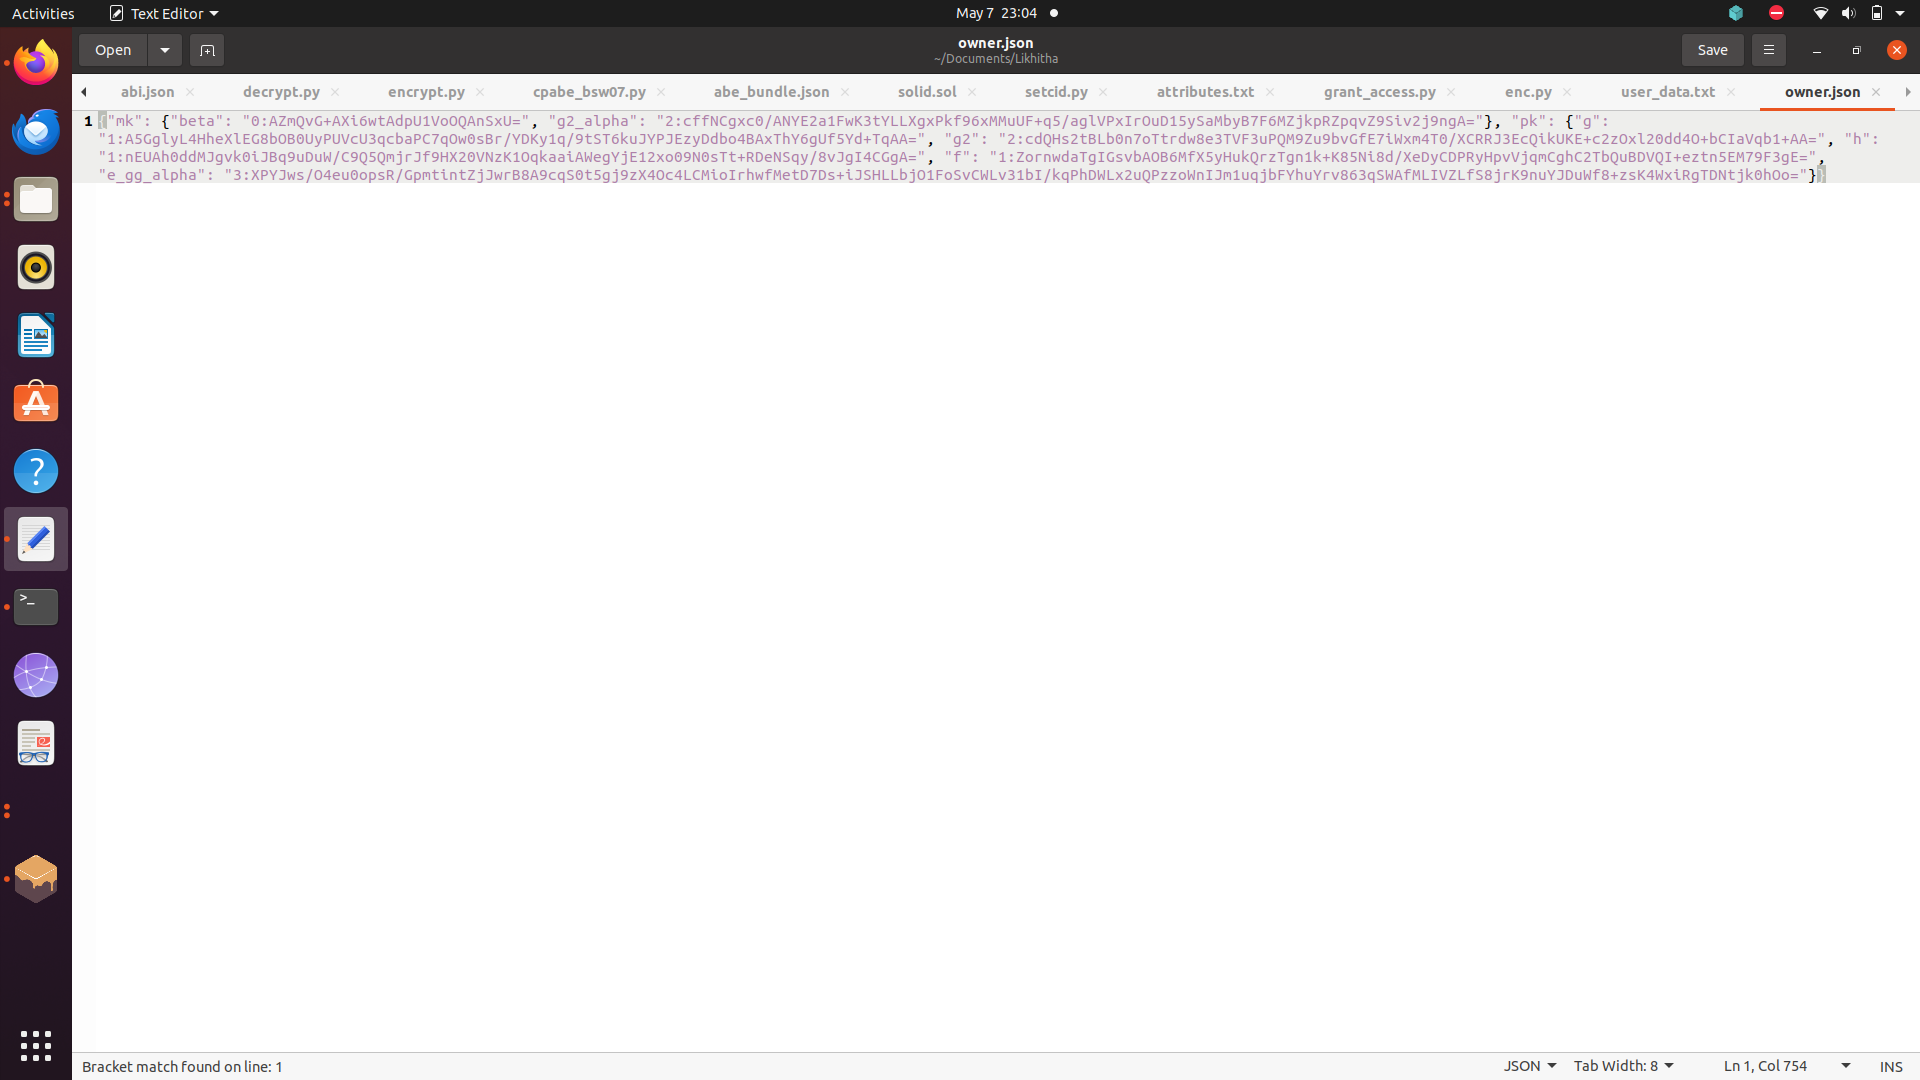 Activities Text Editor May 7 23:04
Open owner.json Save
~/Documents/Likhitha
abi.json decrypt.py encrypt.py cpabe_bsw07.py abe_bundle.json solid.sol setcid.py attributes.txt grant_access.py enc.py user_data.txt owner.json
1 {"mk": {"beta": "0:AZmQvG+AXi6wtAdpU1VoOQAnSxU=", "g2_alpha": "2:cffNCgxc0/ANYE2a1FwK3tYLLXgxPkf96xMMuUF+q5/aglVPxIrOuD15ySaMbyB7F6MZjkpRZpqvZ9Siv2j9ngA="}, "pk": {"g":
"1:A5GglyL4HheXlEG8bOB0UyPUVcU3qcbaPC7qOw0sBr/YDKy1q/9tST6kuJYPJEzyDdbo4BAxThY6gUf5Yd+TqAA=", "g2": "2:cdQHs2tBLb0n7oTtrdw8e3TVF3uPQM9Zu9bvGfE7iWxm4T0/XCRRJ3EcQikUKE+c2zOxl20dd4O+bCIaVqb1+AA=", "h":
"1:nEUAh0ddMJgvk0iJBq9uDuW/C9Q5QmjrJf9HX20VNzK1OqkaaiAWegYjE12xo09N0sTt+RDeNSqy/8vJgI4CGgA=", "f": "1:ZornwdaTgIGsvbAOB6MfX5yHukQrzTgn1k+K85Ni8d/XeDyCDPRyHpvVjqmCghC2TbQuBDVQI+eztn5EM79F3gE=",
"e_gg_alpha": "3:XPYJWs/O4eu0opsR/GpmtintZjJwrB8A9cqS0t5gj9zX4Oc4LCMioIrhwfMetD7Ds+iJSHLLbjO1FoSvCWLv31bI/kqPhDWLx2uQPzzoWnIJm1uqjbFYhuYrv863qSWAfMLIVZLfS8jrK9nuYJDuWf8+zsK4WxiRgTDNtjk0hOo="}}
Bracket match found on line: 1 JSON Tab Width: 8 Ln 1, Col 754 INS